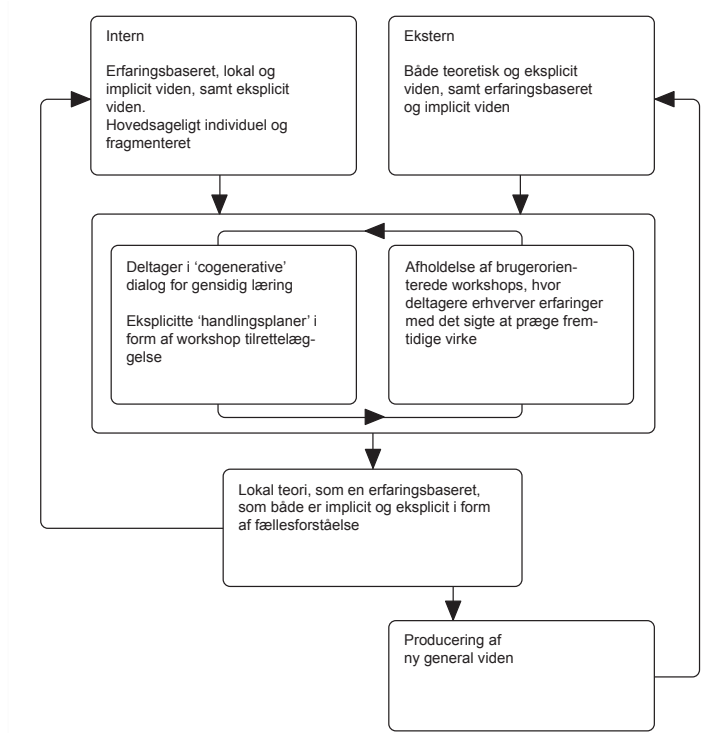 Intern
Erfaringsbaseret, lokal og
implicit viden, samt eksplicit
viden.
Hovedsageligt individuel og
fragmenteret
Ekstern
Både teoretisk og eksplicit
viden, samt erfaringsbaseret
og implicit viden
Deltager i ‘cogenerative’
dialog for gensidig læring
Eksplicitte ‘handlingsplaner’ i
form af workshop tilrettelæg-
gelse
Afholdelse af brugerorien-
terede workshops, hvor
deltagere erhverver erfaringer
med det sigte at præge frem-
tidige virke
Lokal teori, som en erfaringsbaseret,
som både er implicit og eksplicit i form
af fællesforståelse
Producering af
ny general viden